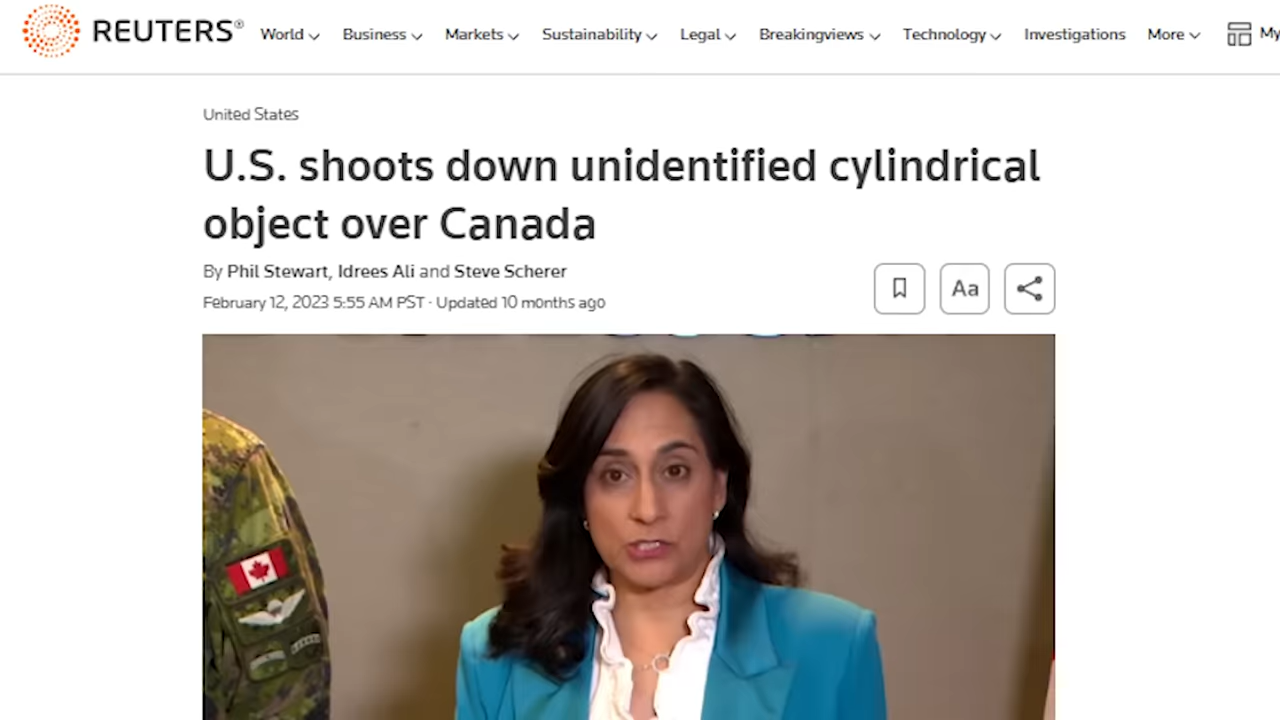 REUTERS®
World Business Markets Sustainability Legal Breakingviews Technology Investigations More My
United States
U.S. shoots down unidentified cylindrical
object over Canada
By Phil Stewart, Idrees Ali and Steve Scherer
February 12, 2023 5:55 AM PST · Updated 10 months ago
Aa